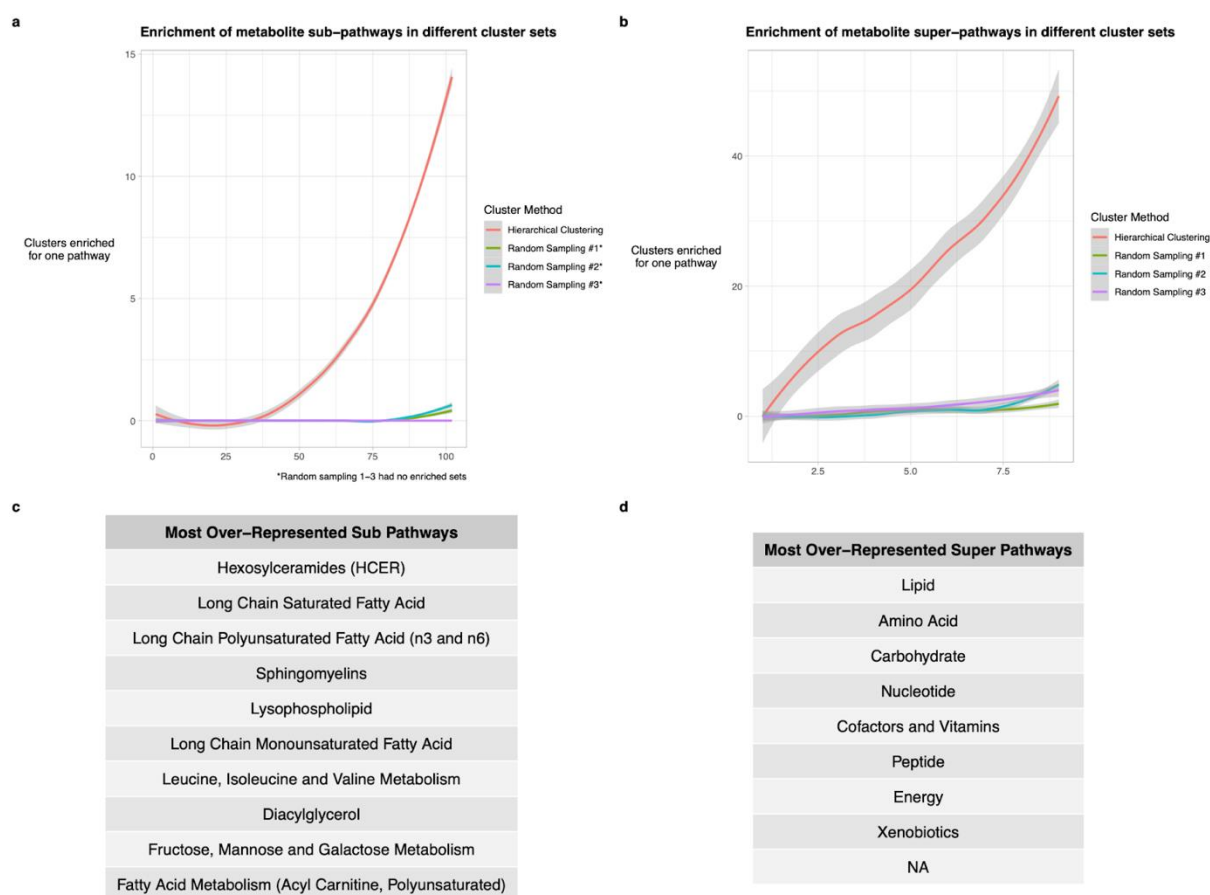 a
Enrichment of metabolite sub-pathways in different cluster sets
15
10
5
0
Clusters enriched
for one pathway
0 25 50 75 100
*Random sampling 1–3 had no enriched sets
Cluster Method
Hierarchical Clustering
Random Sampling #1*
Random Sampling #2*
Random Sampling #3*
b
Enrichment of metabolite super-pathways in different cluster sets
40
20
0
Clusters enriched
for one pathway
2.5 5.0 7.5
Cluster Method
Hierarchical Clustering
Random Sampling #1
Random Sampling #2
Random Sampling #3
c
Most Over–Represented Sub Pathways
Hexosylceramides (HCER)
Long Chain Saturated Fatty Acid
Long Chain Polyunsaturated Fatty Acid (n3 and n6)
Sphingomyelins
Lysophospholipid
Long Chain Monounsaturated Fatty Acid
Leucine, Isoleucine and Valine Metabolism
Diacylglycerol
Fructose, Mannose and Galactose Metabolism
Fatty Acid Metabolism (Acyl Carnitine, Polyunsaturated)
d
Most Over–Represented Super Pathways
Lipid
Amino Acid
Carbohydrate
Nucleotide
Cofactors and Vitamins
Peptide
Energy
Xenobiotics
NA